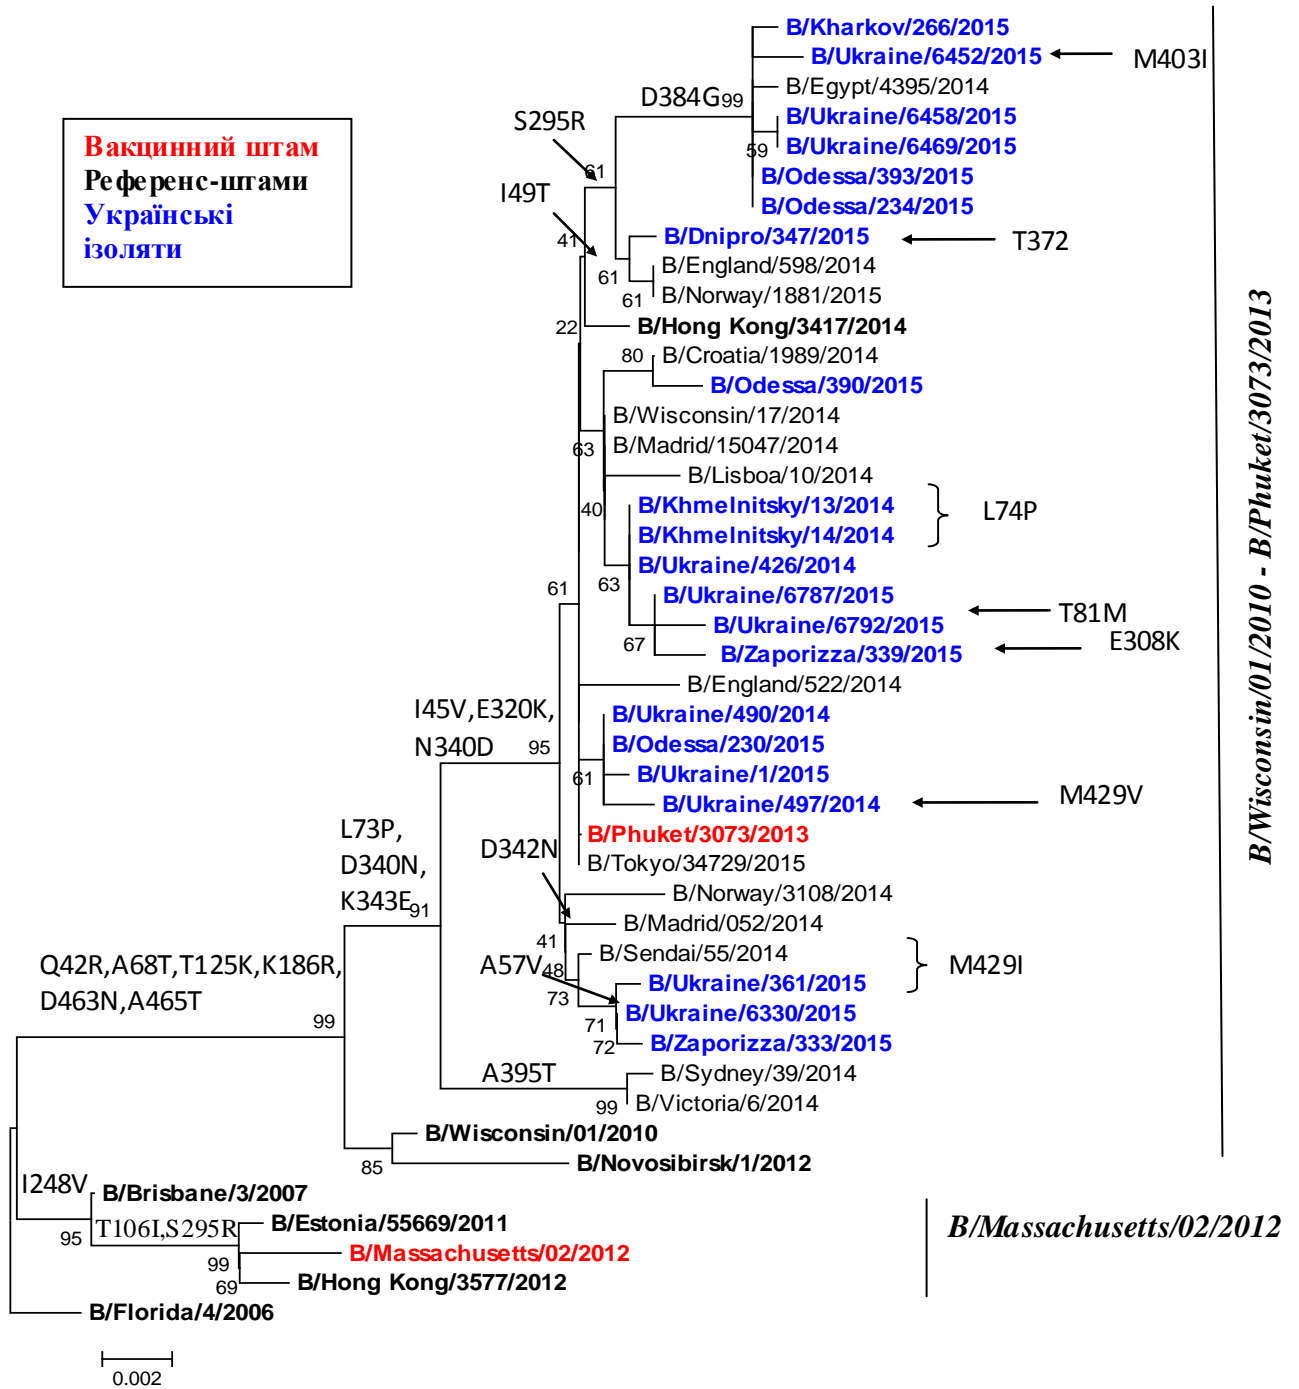 B/Kharkov/266/2015
B/Ukraine/6452/2015
M403I
B/Egypt/4395/2014
D384G
99
B/Ukraine/6458/2015
S295R
59
B/Ukraine/6469/2015
Вакцинний штам
Референс-штами
Українські
ізоляти
61
B/Odessa/393/2015
I49T
B/Odessa/234/2015
41
B/Dnipro/347/2015
T372
61
B/England/598/2014
61
B/Norway/1881/2015
22
B/Hong Kong/3417/2014
80
B/Croatia/1989/2014
B/Odessa/390/2015
B/Wisconsin/17/2014
63
B/Madrid/15047/2014
B/Lisboa/10/2014
40
B/Khmelnitsky/13/2014
L74P
B/Khmelnitsky/14/2014
63
B/Ukraine/426/2014
61
B/Ukraine/6787/2015
T81M
B/Ukraine/6792/2015
67
B/Zaporizza/339/2015
E308K
B/England/522/2014
I45V,E320K,
N340D
95
B/Ukraine/490/2014
B/Odessa/230/2015
61
B/Ukraine/1/2015
B/Ukraine/497/2014
M429V
B/Phuket/3073/2013
B/Tokyo/34729/2015
L73P,
D340N,
K343E
91
D342N
B/Norway/3108/2014
B/Madrid/052/2014
41
B/Sendai/55/2014
M429I
A57V
48
73
B/Ukraine/361/2015
71
B/Ukraine/6330/2015
72
B/Zaporizza/333/2015
Q42R,A68T,T125K,K186R,
D463N,A465T
99
A395T
B/Sydney/39/2014
99
B/Victoria/6/2014
B/Wisconsin/01/2010
85
B/Novosibirsk/1/2012
B/Wisconsin/01/2010 - B/Phuket/3073/2013
I248V
B/Brisbane/3/2007
95
T106I,S295R
B/Estonia/55669/2011
B/Massachusetts/02/2012
99
B/Massachusetts/02/2012
69
B/Hong Kong/3577/2012
B/Florida/4/2006
0.002